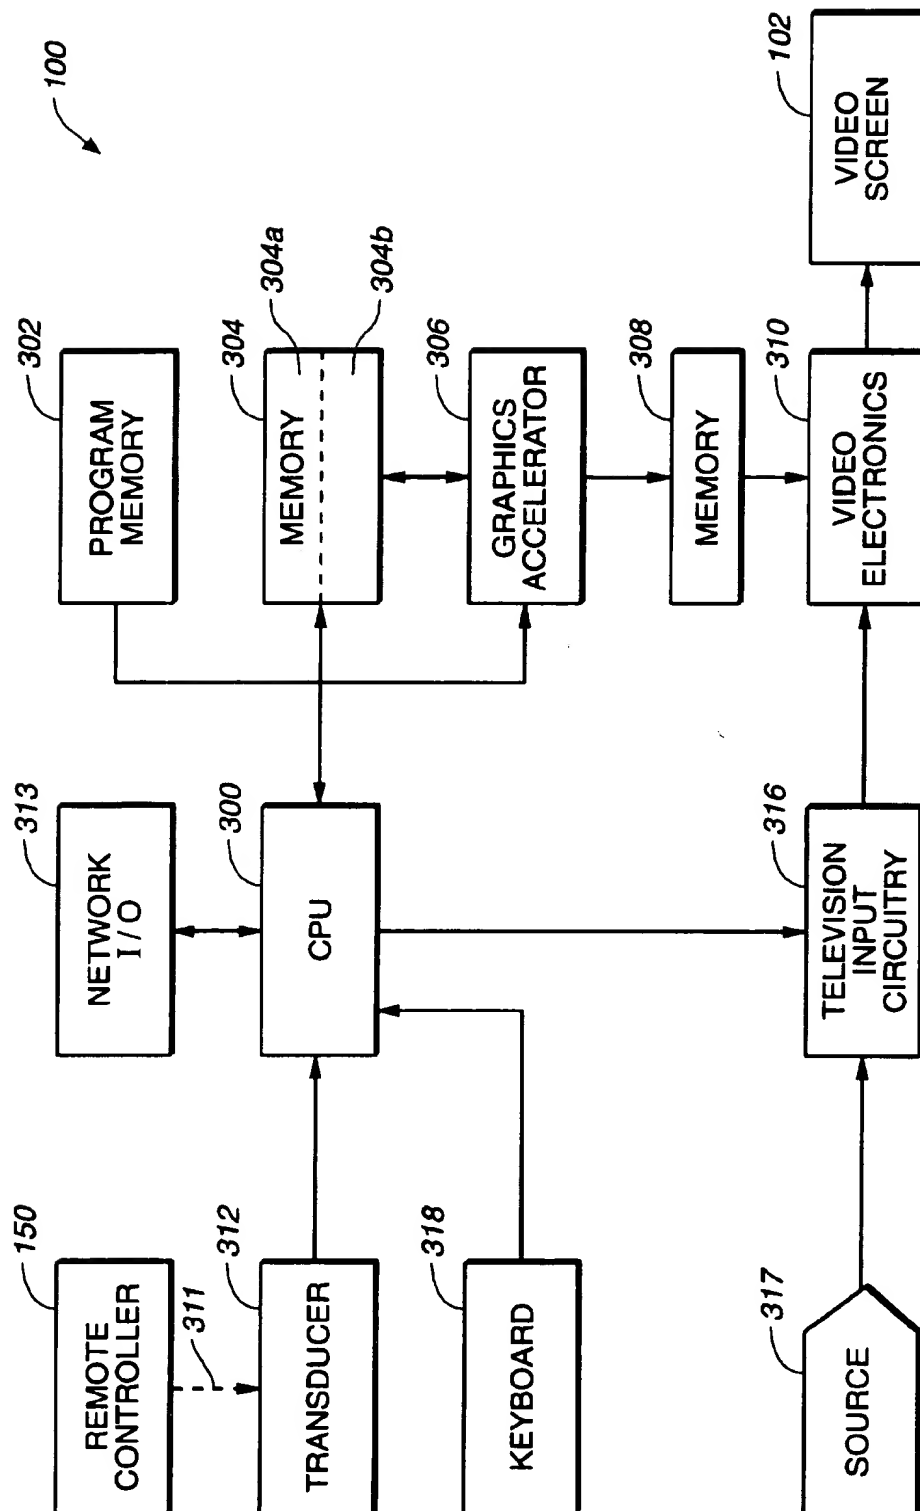 100
150
REMOTE
CONTROLLER
311
312
TRANSDUCER
318
KEYBOARD
317
SOURCE
313
NETWORK
I/O
300
CPU
316
TELEVISION
INPUT
CIRCUITRY
302
PROGRAM
MEMORY
304
MEMORY
304a
304b
306
GRAPHICS
ACCELERATOR
308
MEMORY
310
VIDEO
ELECTRONICS
102
VIDEO
SCREEN